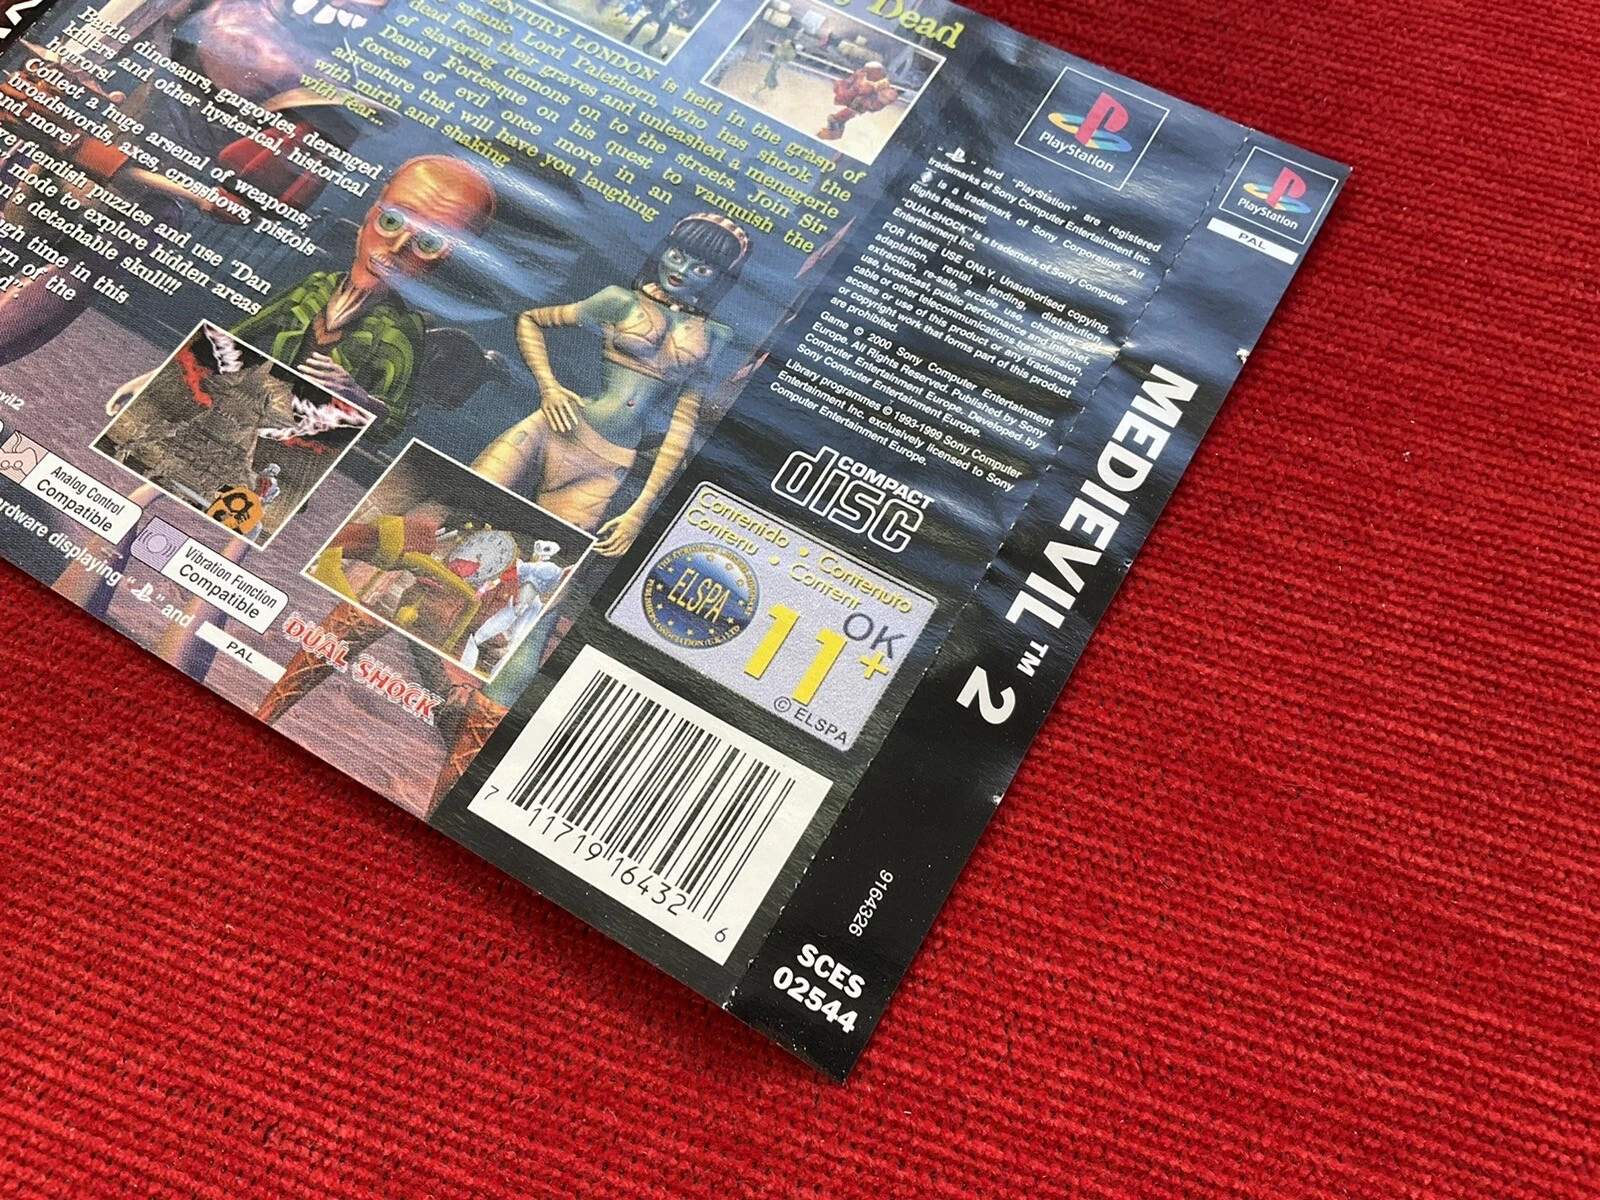 y Dead
ENTURY LONDON is held in the grasp of
satanic Lord Palethorn, who has shook the
dead from their graves and unleashed a menagerie
of slavering demons on to the streets. Join Sir
Daniel Fortesque on his quest to vanquish the
forces of evil once more in an
adventure that will have you laughing
with mirth and shaking
with fear...
Battle dinosaurs, gargoyles, deranged
killers and other hysterical, historical
horrors!
Collect a huge arsenal of weapons;
broadswords, axes, crossbows, pistols
and more!
fiendish puzzles and use "Dan
mode to explore hidden areas
detachable skull!!!
time in this
of the
Analog Control
Compatible
Vibration Function
Compatible
displaying " " and
PAL
DUAL SHOCK
PlayStation
" " and "PlayStation" are registered
trademarks of Sony Computer Entertainment Inc.
is a trademark of Sony Corporation. All
Rights Reserved.
"DUALSHOCK" is a trademark of Sony Computer
Entertainment Inc.
FOR HOME USE ONLY. Unauthorised copying,
adaptation, rental, lending, distribution,
extraction, re-sale, arcade use, charging for
use, broadcast, public performance and internet,
cable or other telecommunications transmission,
access or use of this product or any trademark
or copyright work that forms part of this product
are prohibited.
Game © 2000 Sony Computer Entertainment
Europe. All Rights Reserved. Published by Sony
Computer Entertainment Europe. Developed by
Sony Computer Entertainment Europe.
Library programmes © 1993-1999 Sony Computer
Entertainment Inc. exclusively licensed to Sony
Computer Entertainment Europe.
COMPACT
disc
Contenido • Contenuto
Contenu • Content
ELSPA
OK
11+
© ELSPA
7 11719 16432 6
PlayStation
PAL
MEDIEVIL™ 2
9164326
SCES
02544